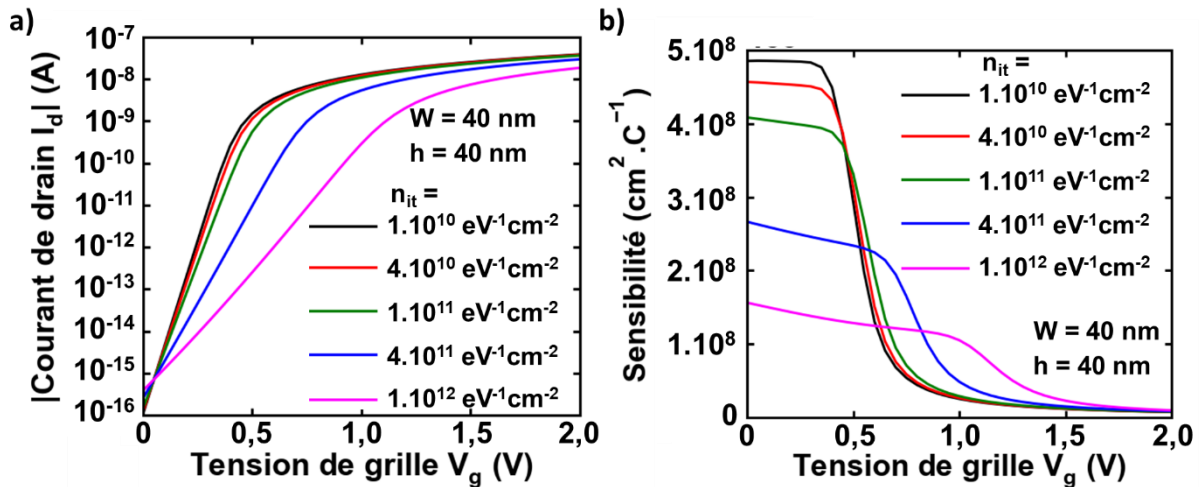 a)
|Courant de drain I_d| (A)
10⁻⁷
10⁻⁸
10⁻⁹
10⁻¹⁰
10⁻¹¹
10⁻¹²
10⁻¹³
10⁻¹⁴
10⁻¹⁵
10⁻¹⁶
W = 40 nm
h = 40 nm
n_it =
1.10¹⁰ eV⁻¹cm⁻²
4.10¹⁰ eV⁻¹cm⁻²
1.10¹¹ eV⁻¹cm⁻²
4.10¹¹ eV⁻¹cm⁻²
1.10¹² eV⁻¹cm⁻²
0 0,5 1,0 1,5 2,0
Tension de grille V_g (V)
b)
Sensibilité (cm².C⁻¹)
5.10⁸
4.10⁸
3.10⁸
2.10⁸
1.10⁸
0
n_it =
1.10¹⁰ eV⁻¹cm⁻²
4.10¹⁰ eV⁻¹cm⁻²
1.10¹¹ eV⁻¹cm⁻²
4.10¹¹ eV⁻¹cm⁻²
1.10¹² eV⁻¹cm⁻²
W = 40 nm
h = 40 nm
0 0,5 1,0 1,5 2,0
Tension de grille V_g (V)